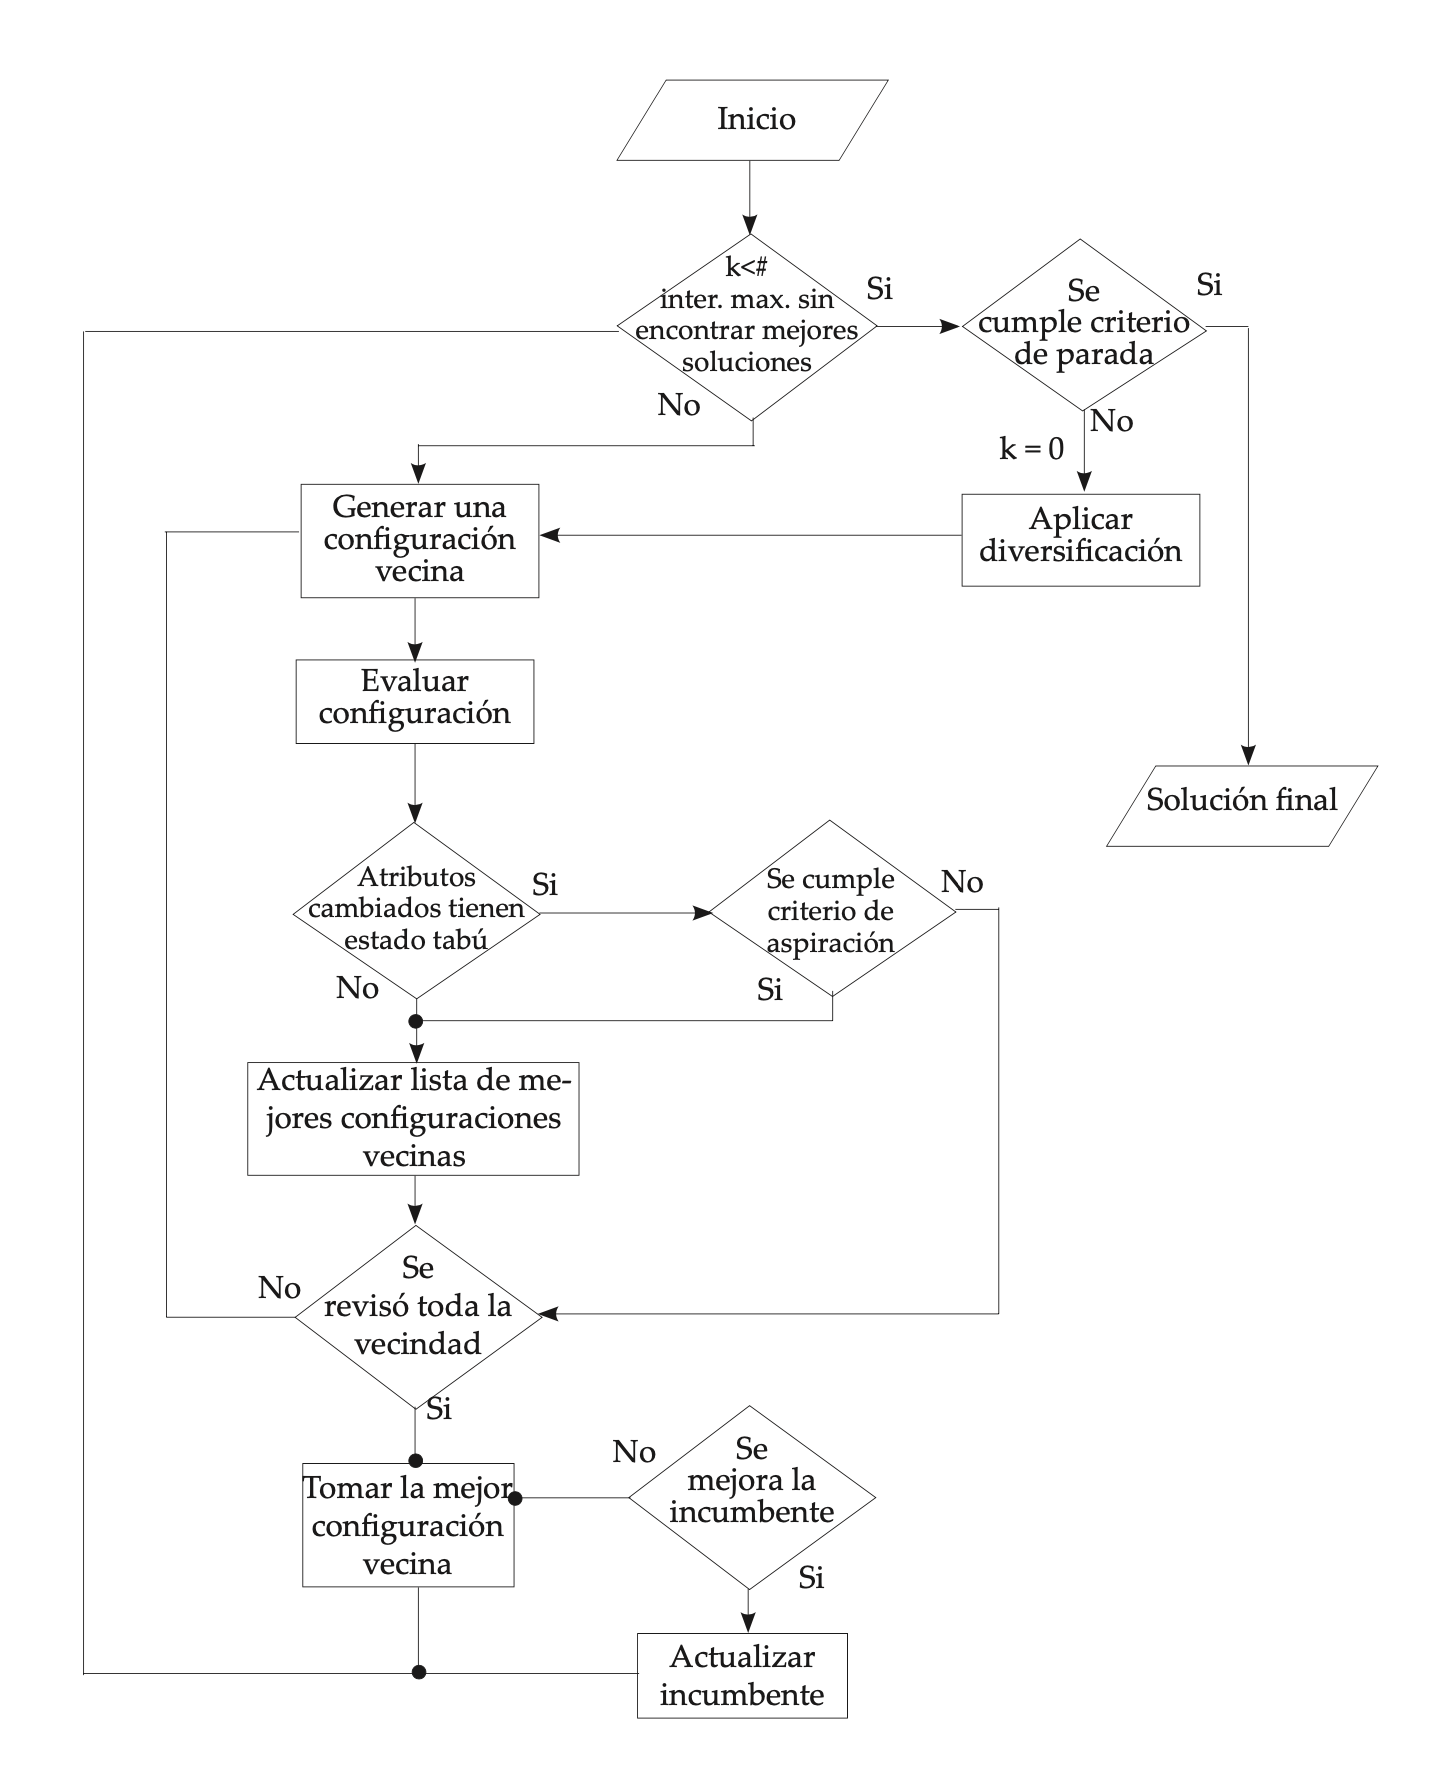 Inicio
k<#
inter. max. sin
encontrar mejores
soluciones
Si
No
Se
cumple criterio
de parada
Si
No
k = 0
Generar una
configuración
vecina
Aplicar
diversificación
Evaluar
configuración
Solución final
Atributos
cambiados tienen
estado tabú
Si
No
Se cumple
criterio de
aspiración
No
Si
Actualizar lista de me-
jores configuraciones
vecinas
Se
revisó toda la
vecindad
No
Si
Tomar la mejor
configuración
vecina
No
Se
mejora la
incumbente
Si
Actualizar
incumbente